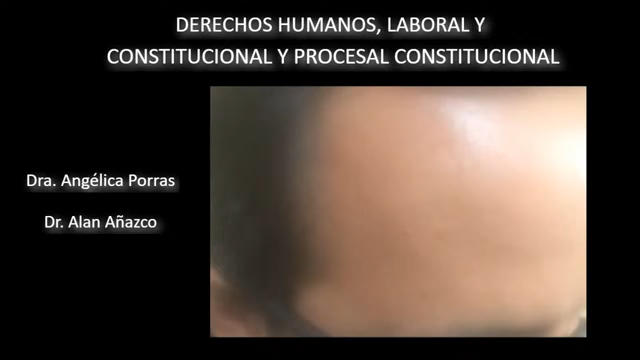 DERECHOS HUMANOS, LABORAL Y
CONSTITUCIONAL Y PROCESAL CONSTITUCIONAL
Dra. Angélica Porras
Dr. Alan Añazco